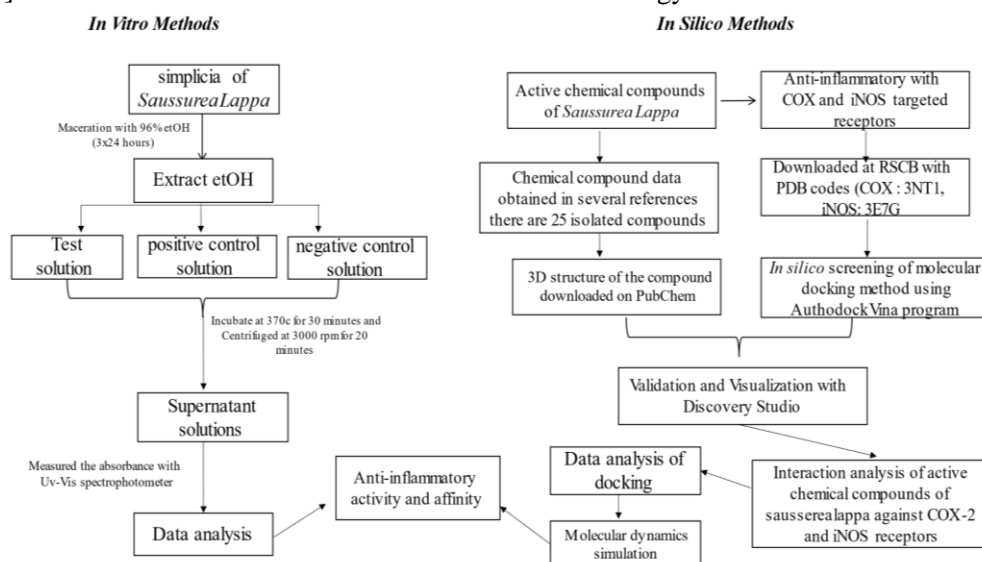 In Vitro Methods
simplicia of
Saussurea Lappa
Maceration with 96% etOH
(3x24 hours)
Extract etOH
Test
solution
positive control
solution
negative control
solution
Incubate at 370c for 30 minutes and
Centrifuged at 3000 rpm for 20
minutes
Supernatant
solutions
Measured the absorbance with
Uv-Vis spectrophotometer
Data analysis
Anti-inflammatory
activity and affinity
In Silico Methods
Active chemical compounds
of Saussurea Lappa
Anti-inflammatory with
COX and iNOS targeted
receptors
Chemical compound data
obtained in several references
there are 25 isolated compounds
Downloaded at RSCB with
PDB codes (COX : 3NT1,
iNOS: 3E7G
3D structure of the compound
downloaded on PubChem
In silico screening of molecular
docking method using
AuthodockVina program
Validation and Visualization with
Discovery Studio
Interaction analysis of active
chemical compounds of
sausserealappa against COX-2
and iNOS receptors
Data analysis of
docking
Molecular dynamics
simulation